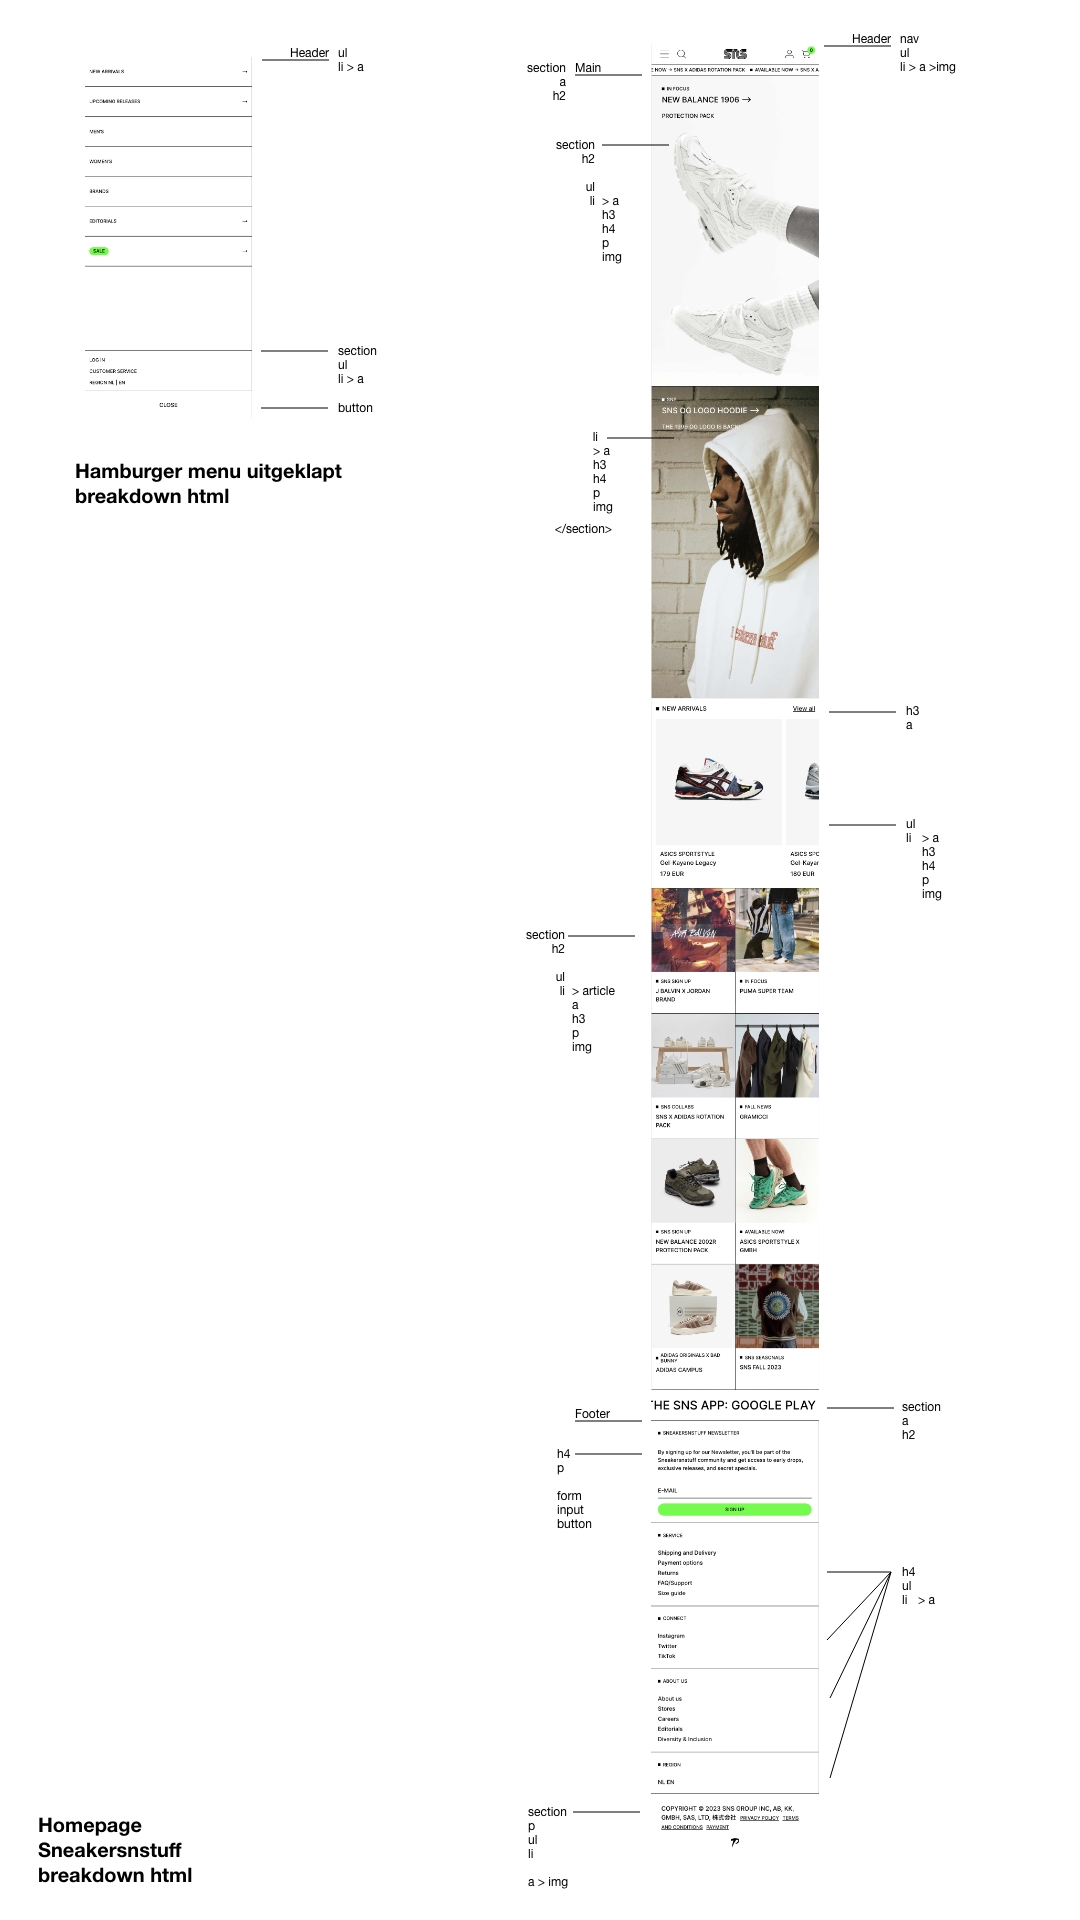 Header
ul
li > a
NEW ARRIVALS →
UPCOMING RELEASES →
MEN'S
WOMEN'S
BRANDS
EDITORIALS →
SALE →
LOG IN
CUSTOMER SERVICE
REGION NL | EN
CLOSE
section
ul
li > a
button
Hamburger menu uitgeklapt
breakdown html
Header
nav
ul
li > a >img
sns
0
section
a
h2
Main
E NOW → SNS X ADIDAS ROTATION PACK ■ AVAILABLE NOW → SNS X A
■ IN FOCUS
NEW BALANCE 1906 →
PROTECTION PACK
section
h2
ul
li > a
h3
h4
p
img
■ SNS
SNS OG LOGO HOODIE →
THE 1999 OG LOGO IS BACK!
li
> a
h3
h4
p
img
</section>
■ NEW ARRIVALS View all
h3
a
ASICS SPORTSTYLE
Gel-Kayano Legacy
179 EUR
ASICS SPC
Gel-Kayar
180 EUR
ul
li > a
h3
h4
p
img
section
h2
ul
li > article
a
h3
p
img
■ SNS SIGN UP
J BALVIN X JORDAN
BRAND
■ IN FOCUS
PUMA SUPER TEAM
■ SNS COLLABS
SNS X ADIDAS ROTATION
PACK
■ FALL NEWS
GRAMICCI
■ SNS SIGN UP
NEW BALANCE 2002R
PROTECTION PACK
■ AVAILABLE NOW!
ASICS SPORTSTYLE X
GMBH
■ ADIDAS ORIGINALS X BAD
BUNNY
ADIDAS CAMPUS
■ SNS SEASONALS
SNS FALL 2023
THE SNS APP: GOOGLE PLAY
section
a
h2
Footer
h4
p
form
input
button
■ SNEAKERSNSTUFF NEWSLETTER
By signing up for our Newsletter, you'll be part of the
Sneakersnstuff community and get access to early drops,
exclusive releases, and secret specials.
E-MAIL
SIGN UP
■ SERVICE
Shipping and Delivery
Payment options
Returns
FAQ/Support
Size guide
h4
ul
li > a
■ CONNECT
Instagram
Twitter
TikTok
■ ABOUT US
About us
Stores
Careers
Editorials
Diversity & Inclusion
■ REGION
NL EN
COPYRIGHT © 2023 SNS GROUP INC, AB, KK,
GMBH, SAS, LTD, 株式会社 PRIVACY POLICY TERMS
AND CONDITIONS PAYMENT
section
p
ul
li
a > img
Homepage
Sneakersnstuff
breakdown html